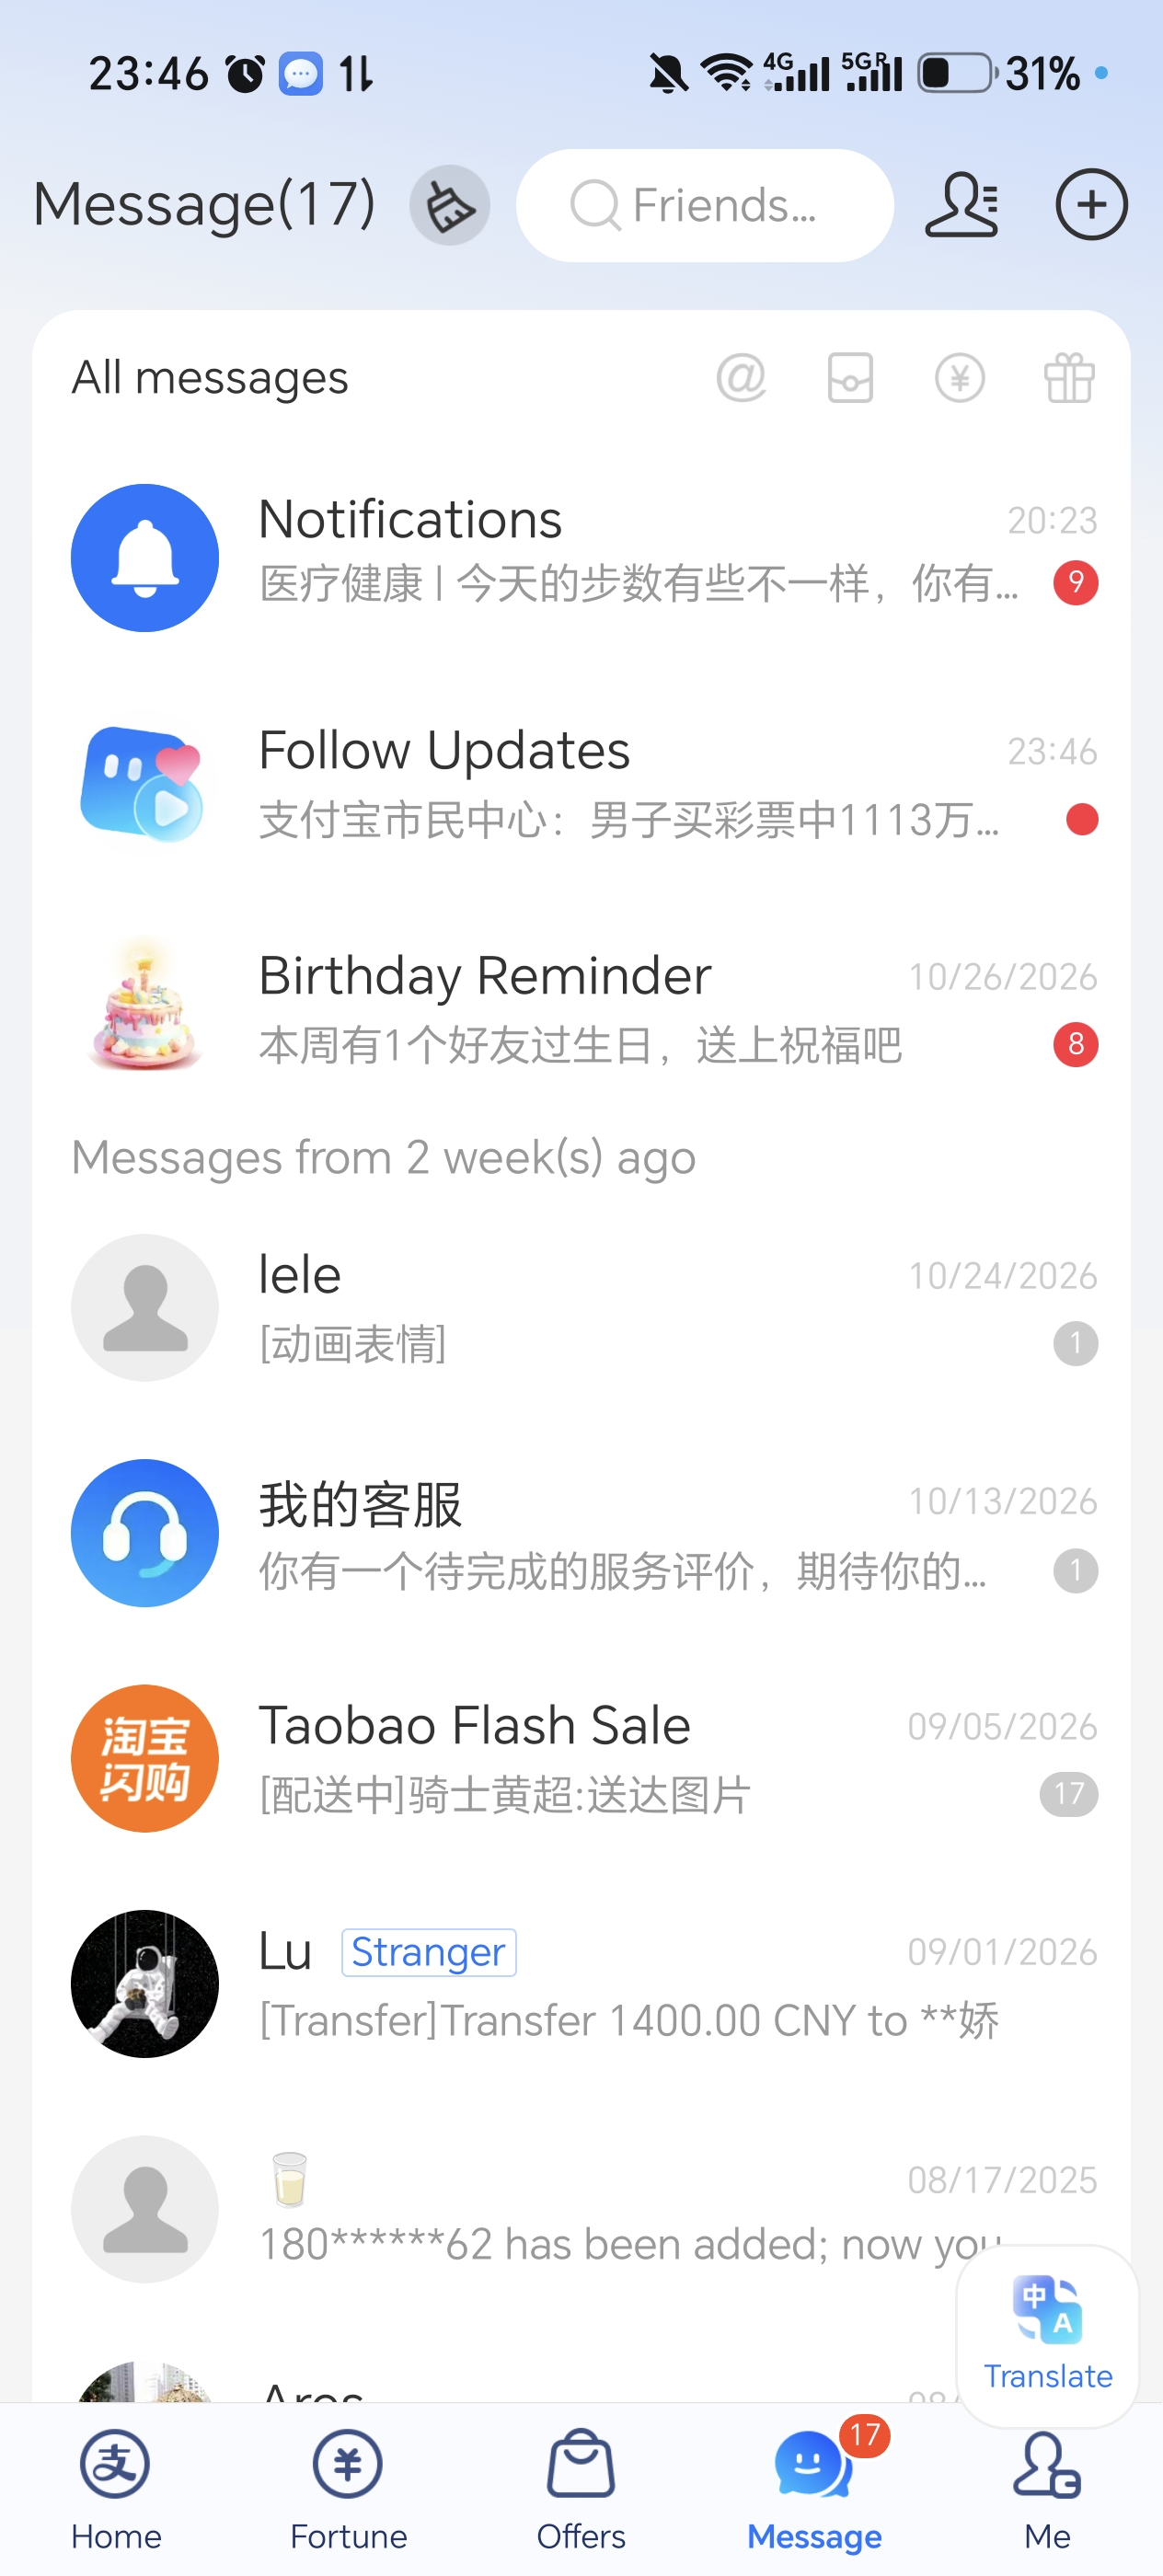 23:46
4G 5G R 31%
Message(17)
Friends...
All messages
Notifications 20:23
医疗健康 | 今天的步数有些不一样，你有... 9
Follow Updates 23:46
支付宝市民中心：男子买彩票中1113万...
Birthday Reminder 10/26/2026
本周有1个好友过生日，送上祝福吧 8
Messages from 2 week(s) ago
lele 10/24/2026
[动画表情] 1
我的客服 10/13/2026
你有一个待完成的服务评价，期待你的... 1
淘宝
闪购
Taobao Flash Sale 09/05/2026
[配送中]骑士黄超:送达图片 17
Lu Stranger 09/01/2026
[Transfer]Transfer 1400.00 CNY to **娇
08/17/2025
180******62 has been added; now you
中 A
Translate
支 ¥ 17
Home Fortune Offers Message Me